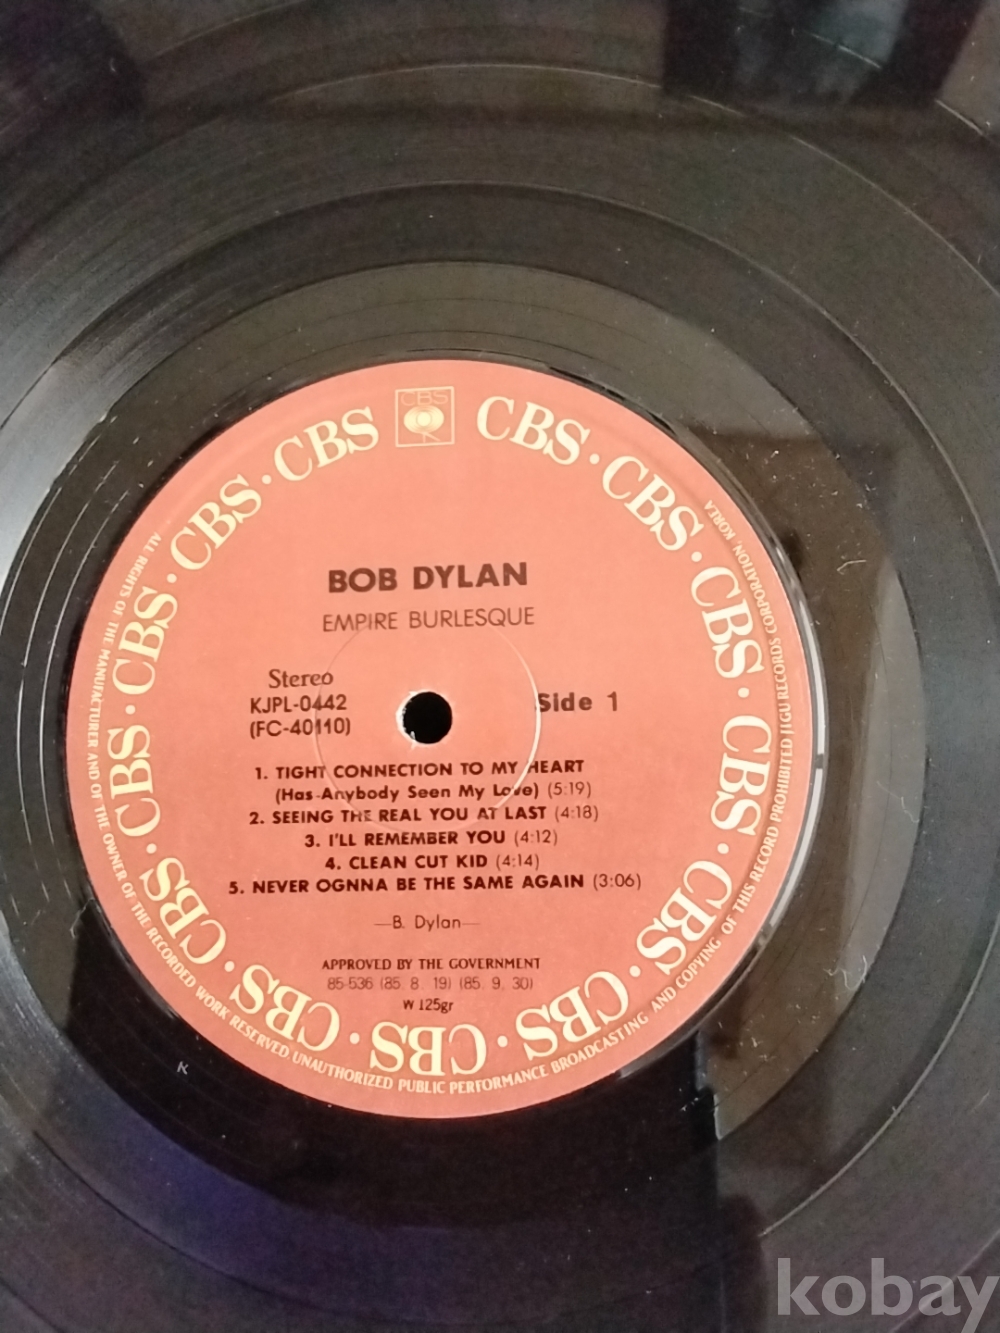 CBS
CBS · CBS · CBS · CBS · CBS · CBS · CBS · CBS · CBS · CBS · CBS · CBS · CBS · CBS
BOB DYLAN
EMPIRE BURLESQUE
Stereo
KJPL-0442
(FC-40110)
Side 1
1. TIGHT CONNECTION TO MY HEART
(Has Anybody Seen My Love) (5:19)
2. SEEING THE REAL YOU AT LAST (4:18)
3. I'LL REMEMBER YOU (4:12)
4. CLEAN CUT KID (4:14)
5. NEVER OGNNA BE THE SAME AGAIN (3:06)
—B. Dylan—
APPROVED BY THE GOVERNMENT
85-536 (85. 8. 19) (85. 9. 30)
W 125gr
ALL RIGHTS OF THE MANUFACTURER AND OF THE OWNER OF THE RECORDED WORK RESERVED. UNAUTHORIZED PUBLIC PERFORMANCE BROADCASTING AND COPYING OF THIS RECORD PROHIBITED JIGU RECORDS CORPORATION, KOREA
K
kobay